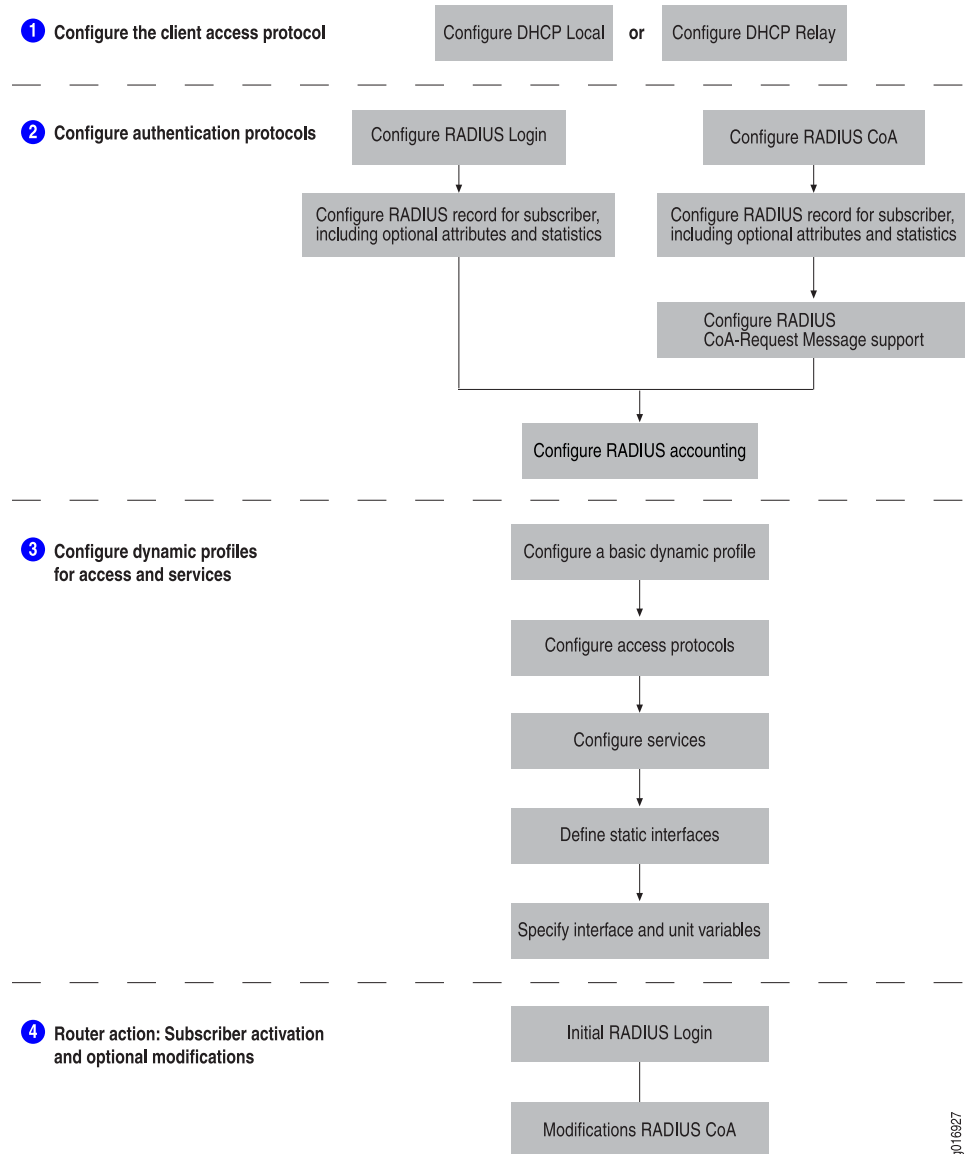 1 Configure the client access protocol
Configure DHCP Local
or
Configure DHCP Relay
2 Configure authentication protocols
Configure RADIUS Login
Configure RADIUS CoA
Configure RADIUS record for subscriber,
including optional attributes and statistics
Configure RADIUS record for subscriber,
including optional attributes and statistics
Configure RADIUS
CoA-Request Message support
Configure RADIUS accounting
3 Configure dynamic profiles
for access and services
Configure a basic dynamic profile
Configure access protocols
Configure services
Define static interfaces
Specify interface and unit variables
4 Router action: Subscriber activation
and optional modifications
Initial RADIUS Login
Modifications RADIUS CoA
g016927